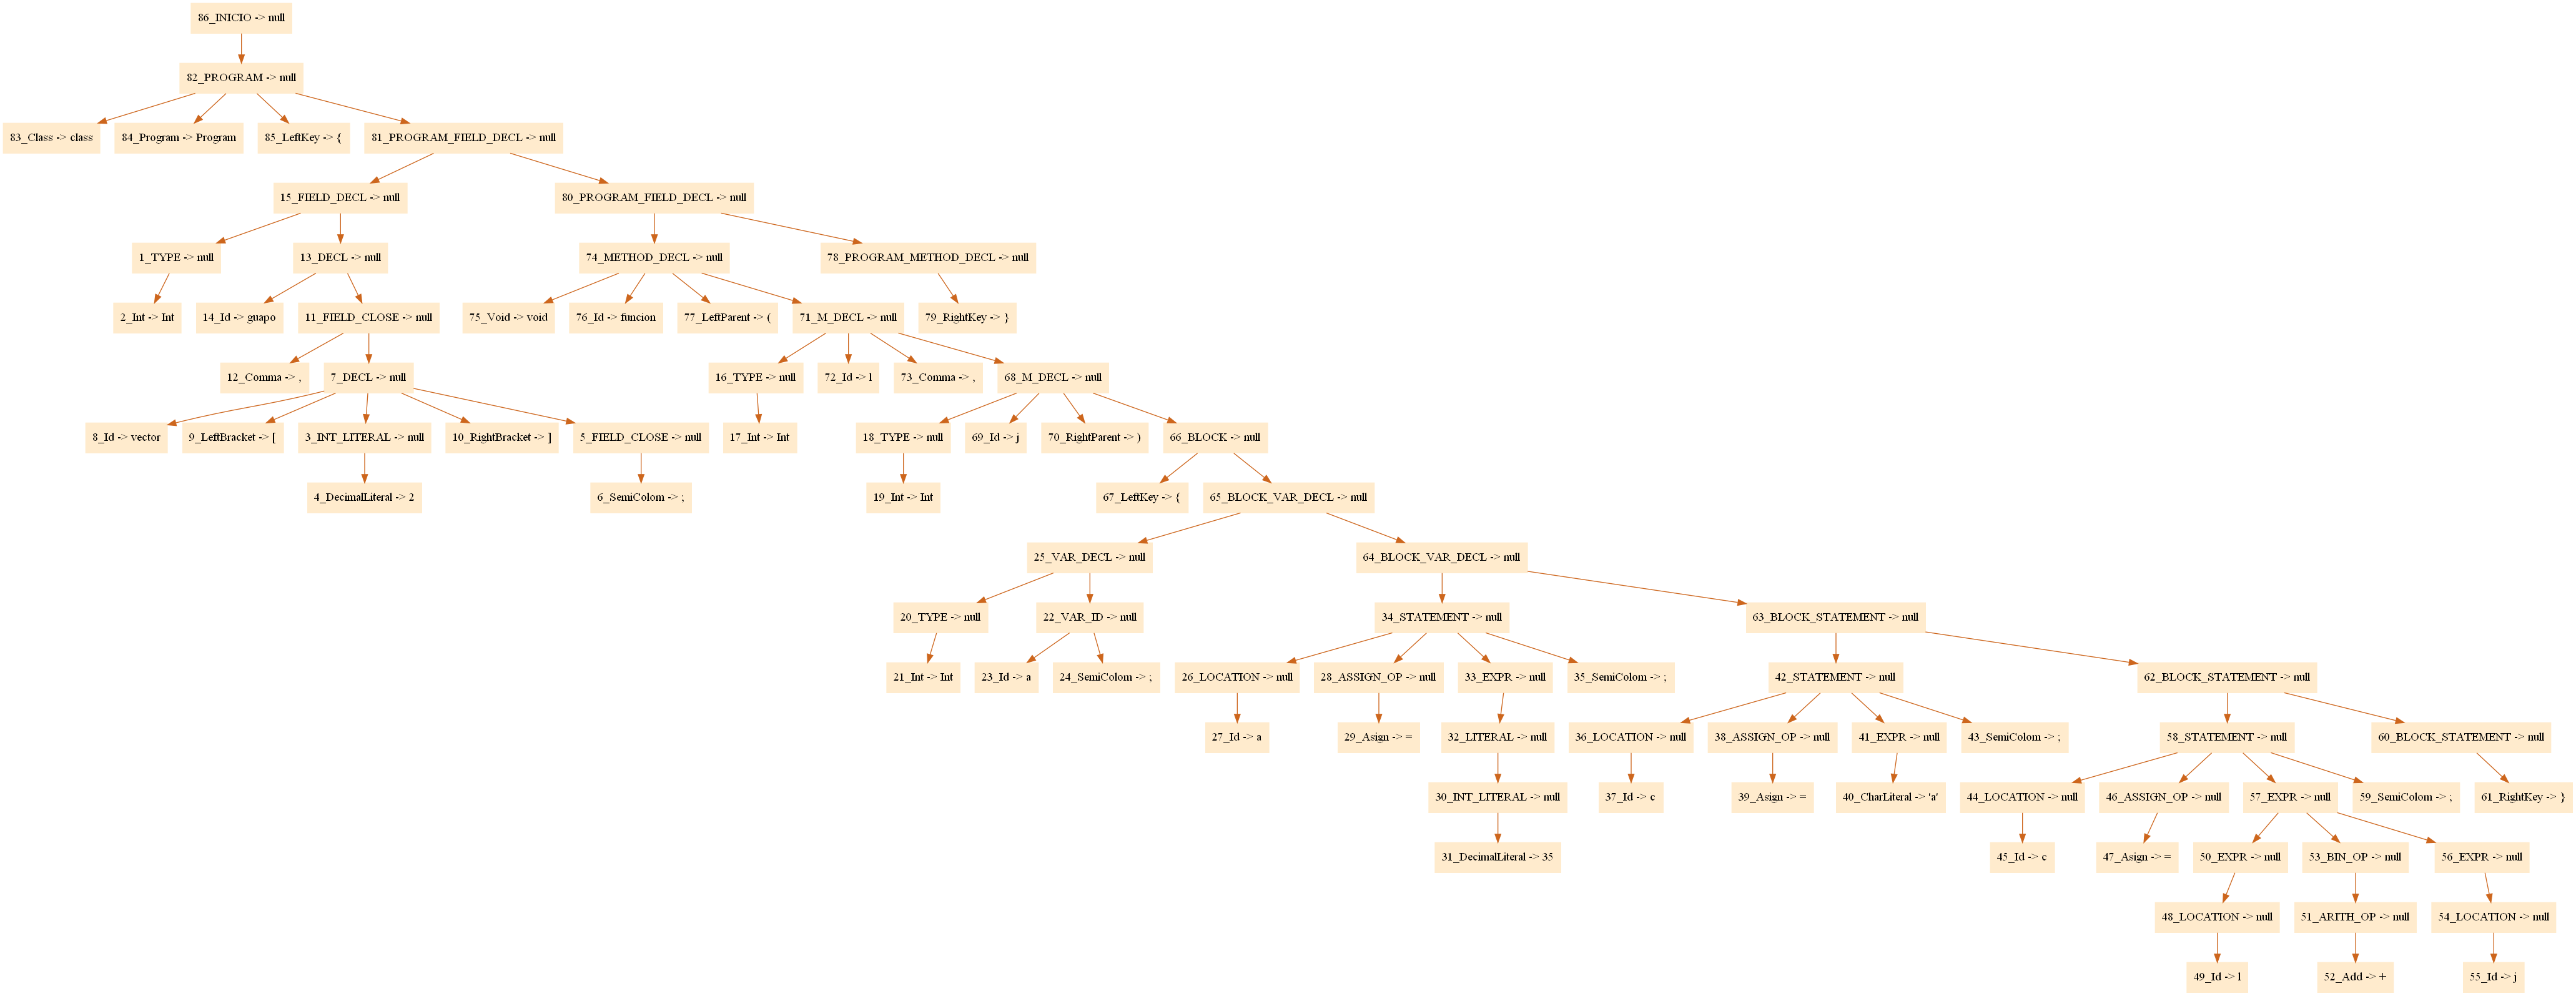 86_INICIO -> null
82_PROGRAM -> null
83_Class -> class
84_Program -> Program
85_LeftKey -> {
81_PROGRAM_FIELD_DECL -> null
15_FIELD_DECL -> null
80_PROGRAM_FIELD_DECL -> null
1_TYPE -> null
13_DECL -> null
74_METHOD_DECL -> null
78_PROGRAM_METHOD_DECL -> null
2_Int -> Int
14_Id -> guapo
11_FIELD_CLOSE -> null
75_Void -> void
76_Id -> funcion
77_LeftParent -> (
71_M_DECL -> null
79_RightKey -> }
12_Comma -> ,
7_DECL -> null
16_TYPE -> null
72_Id -> l
73_Comma -> ,
68_M_DECL -> null
8_Id -> vector
9_LeftBracket -> [
3_INT_LITERAL -> null
10_RightBracket -> ]
5_FIELD_CLOSE -> null
17_Int -> Int
18_TYPE -> null
69_Id -> j
70_RightParent -> )
66_BLOCK -> null
4_DecimalLiteral -> 2
6_SemiColom -> ;
19_Int -> Int
67_LeftKey -> {
65_BLOCK_VAR_DECL -> null
25_VAR_DECL -> null
64_BLOCK_VAR_DECL -> null
20_TYPE -> null
22_VAR_ID -> null
34_STATEMENT -> null
63_BLOCK_STATEMENT -> null
21_Int -> Int
23_Id -> a
24_SemiColom -> ;
26_LOCATION -> null
28_ASSIGN_OP -> null
33_EXPR -> null
35_SemiColom -> ;
42_STATEMENT -> null
62_BLOCK_STATEMENT -> null
27_Id -> a
29_Asign -> =
32_LITERAL -> null
36_LOCATION -> null
38_ASSIGN_OP -> null
41_EXPR -> null
43_SemiColom -> ;
58_STATEMENT -> null
60_BLOCK_STATEMENT -> null
30_INT_LITERAL -> null
37_Id -> c
39_Asign -> =
40_CharLiteral -> 'a'
44_LOCATION -> null
46_ASSIGN_OP -> null
57_EXPR -> null
59_SemiColom -> ;
61_RightKey -> }
31_DecimalLiteral -> 35
45_Id -> c
47_Asign -> =
50_EXPR -> null
53_BIN_OP -> null
56_EXPR -> null
48_LOCATION -> null
51_ARITH_OP -> null
54_LOCATION -> null
49_Id -> l
52_Add -> +
55_Id -> j